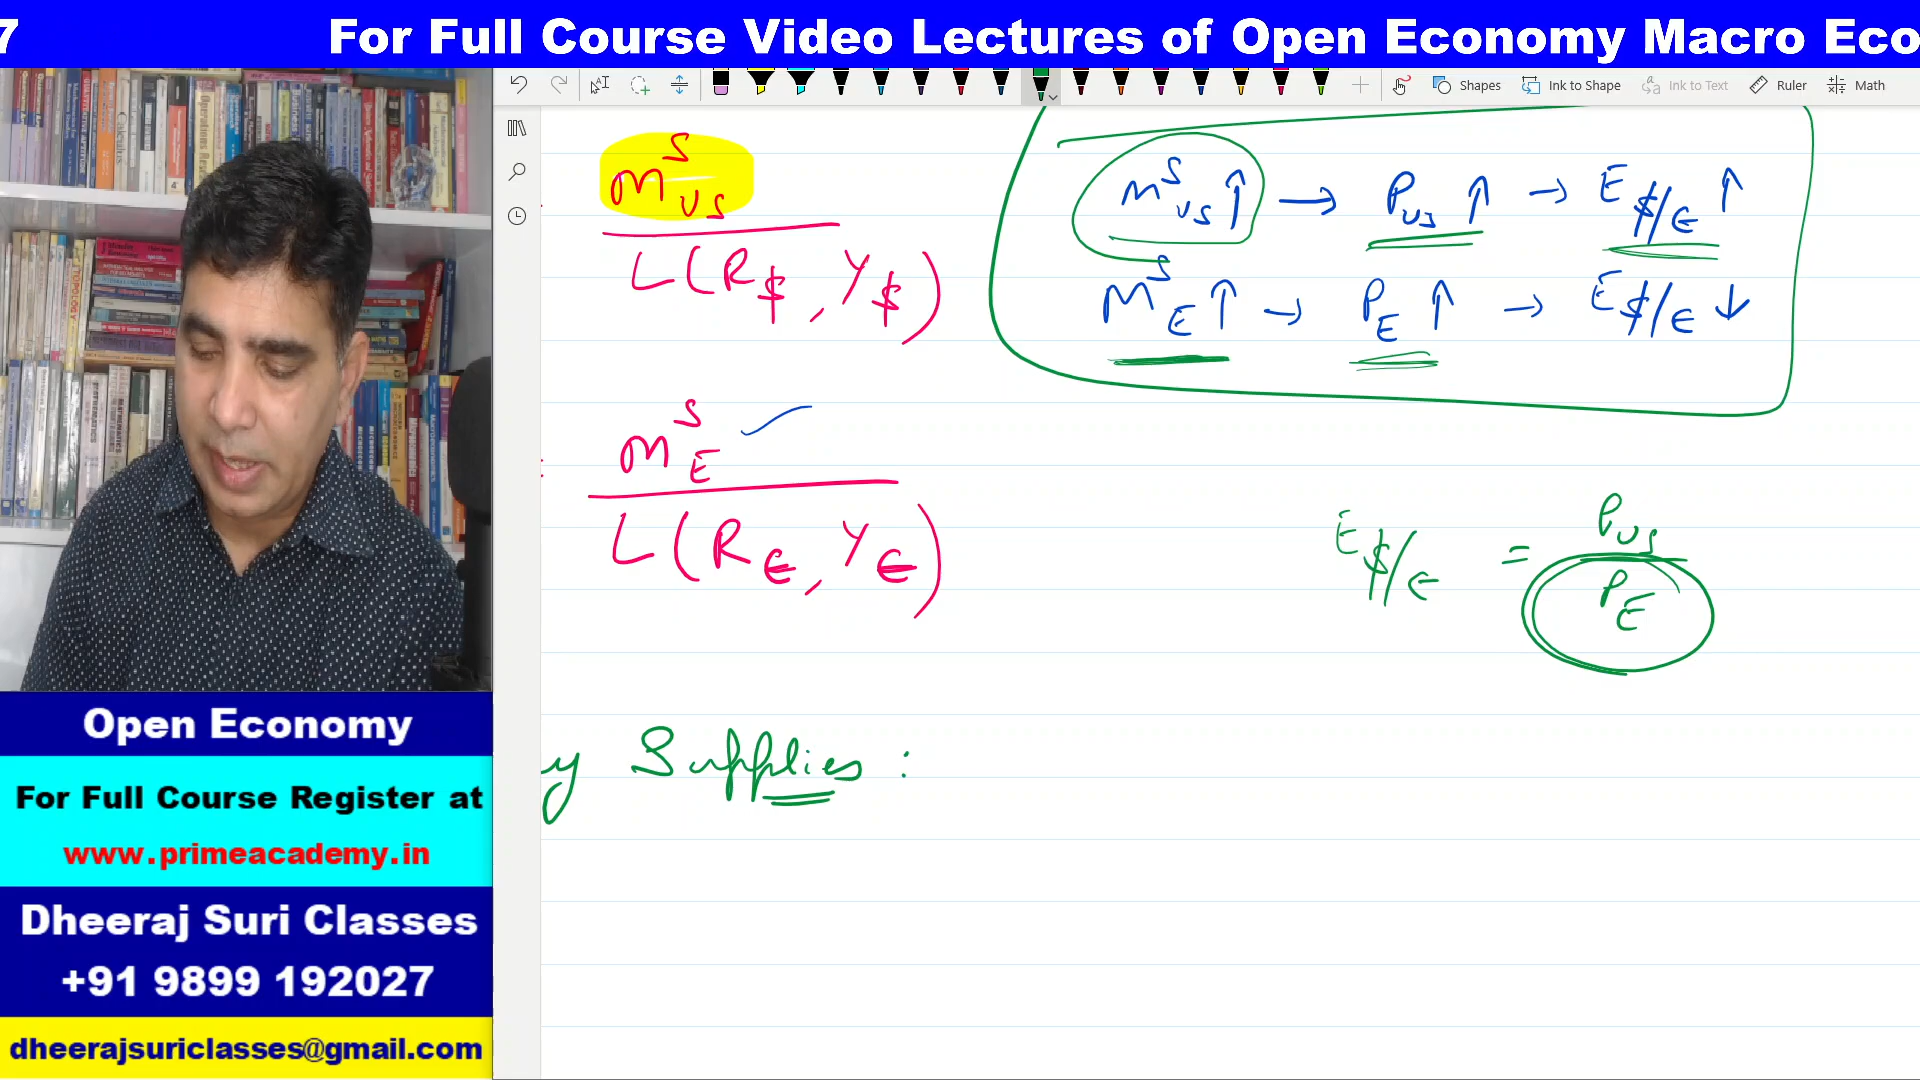 7 For Full Course Video Lectures of Open Economy Macro Eco
Shapes Ink to Shape Ink to Text Ruler Math
M^S_US
L(R_$, Y_$)
M^S_US ↑ → P_US ↑ → E_$/€ ↑
M^S_E ↑ → P_E ↑ → E_$/€ ↓
M^S_E
L(R_€, Y_€)
E_$/€ = P_US
P_E
y Supplies :
Open Economy
For Full Course Register at
www.primeacademy.in
Dheeraj Suri Classes
+91 9899 192027
dheerajsuriclasses@gmail.com